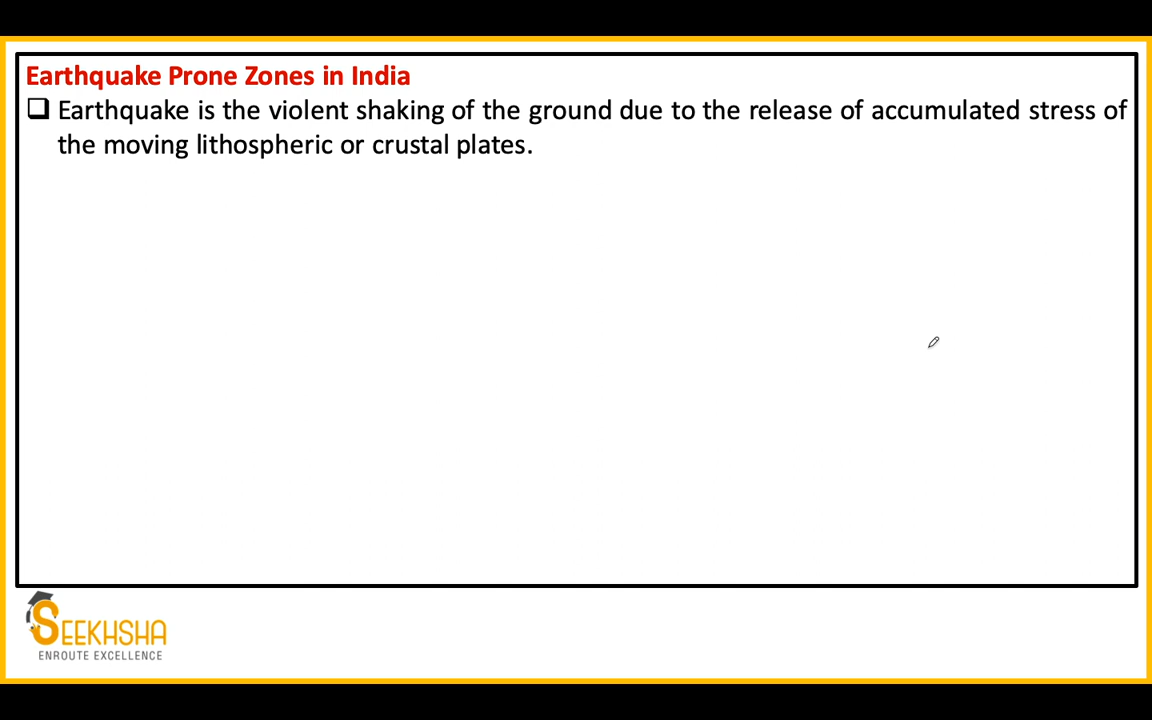 Earthquake Prone Zones in India
❑ Earthquake is the violent shaking of the ground due to the release of accumulated stress of
the moving lithospheric or crustal plates.
SEEKHSHA
ENROUTE EXCELLENCE